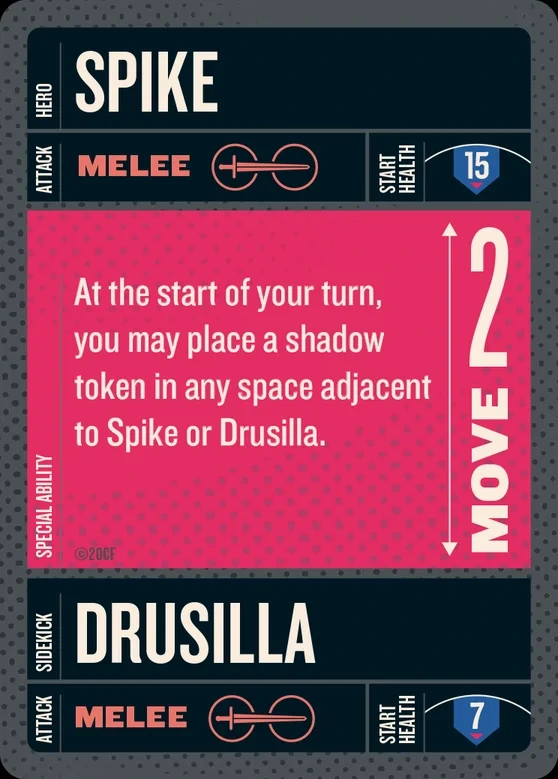 HERO
SPIKE
ATTACK
MELEE
START
HEALTH
15
SPECIAL ABILITY
At the start of your turn,
you may place a shadow
token in any space adjacent
to Spike or Drusilla.
©20CF
MOVE 2
SIDEKICK
DRUSILLA
ATTACK
MELEE
START
HEALTH
7